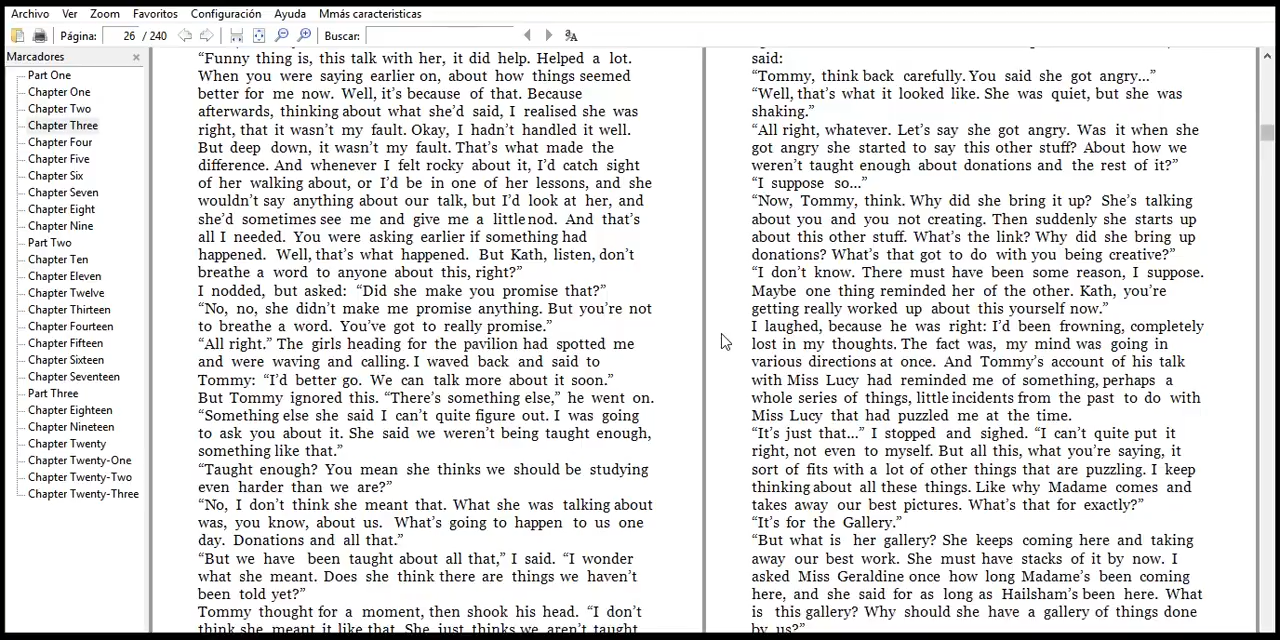 Archivo Ver Zoom Favoritos Configuración Ayuda Mmás caracteristicas
Página: 26 / 240 Buscar:
Marcadores
Part One
Chapter One
Chapter Two
Chapter Three
Chapter Four
Chapter Five
Chapter Six
Chapter Seven
Chapter Eight
Chapter Nine
Part Two
Chapter Ten
Chapter Eleven
Chapter Twelve
Chapter Thirteen
Chapter Fourteen
Chapter Fifteen
Chapter Sixteen
Chapter Seventeen
Part Three
Chapter Eighteen
Chapter Nineteen
Chapter Twenty
Chapter Twenty-One
Chapter Twenty-Two
Chapter Twenty-Three
“Funny thing is, this talk with her, it did help. Helped a lot.
When you were saying earlier on, about how things seemed
better for me now. Well, it’s because of that. Because
afterwards, thinking about what she’d said, I realised she was
right, that it wasn’t my fault. Okay, I hadn’t handled it well.
But deep down, it wasn’t my fault. That’s what made the
difference. And whenever I felt rocky about it, I’d catch sight
of her walking about, or I’d be in one of her lessons, and she
wouldn’t say anything about our talk, but I’d look at her, and
she’d sometimes see me and give me a little nod. And that’s
all I needed. You were asking earlier if something had
happened. Well, that’s what happened. But Kath, listen, don’t
breathe a word to anyone about this, right?”
I nodded, but asked: “Did she make you promise that?”
“No, no, she didn’t make me promise anything. But you’re not
to breathe a word. You’ve got to really promise.”
“All right.” The girls heading for the pavilion had spotted me
and were waving and calling. I waved back and said to
Tommy: “I’d better go. We can talk more about it soon.”
But Tommy ignored this. “There’s something else,” he went on.
“Something else she said I can’t quite figure out. I was going
to ask you about it. She said we weren’t being taught enough,
something like that.”
“Taught enough? You mean she thinks we should be studying
even harder than we are?”
“No, I don’t think she meant that. What she was talking about
was, you know, about us. What’s going to happen to us one
day. Donations and all that.”
“But we have been taught about all that,” I said. “I wonder
what she meant. Does she think there are things we haven’t
been told yet?”
Tommy thought for a moment, then shook his head. “I don’t
think she meant it like that. She just thinks we aren’t taught
said:
“Tommy, think back carefully. You said she got angry...”
“Well, that’s what it looked like. She was quiet, but she was
shaking.”
“All right, whatever. Let’s say she got angry. Was it when she
got angry she started to say this other stuff? About how we
weren’t taught enough about donations and the rest of it?”
“I suppose so...”
“Now, Tommy, think. Why did she bring it up? She’s talking
about you and you not creating. Then suddenly she starts up
about this other stuff. What’s the link? Why did she bring up
donations? What’s that got to do with you being creative?”
“I don’t know. There must have been some reason, I suppose.
Maybe one thing reminded her of the other. Kath, you’re
getting really worked up about this yourself now.”
I laughed, because he was right: I’d been frowning, completely
lost in my thoughts. The fact was, my mind was going in
various directions at once. And Tommy’s account of his talk
with Miss Lucy had reminded me of something, perhaps a
whole series of things, little incidents from the past to do with
Miss Lucy that had puzzled me at the time.
“It’s just that...” I stopped and sighed. “I can’t quite put it
right, not even to myself. But all this, what you’re saying, it
sort of fits with a lot of other things that are puzzling. I keep
thinking about all these things. Like why Madame comes and
takes away our best pictures. What’s that for exactly?”
“It’s for the Gallery.”
“But what is her gallery? She keeps coming here and taking
away our best work. She must have stacks of it by now. I
asked Miss Geraldine once how long Madame’s been coming
here, and she said for as long as Hailsham’s been here. What
is this gallery? Why should she have a gallery of things done
by us?”